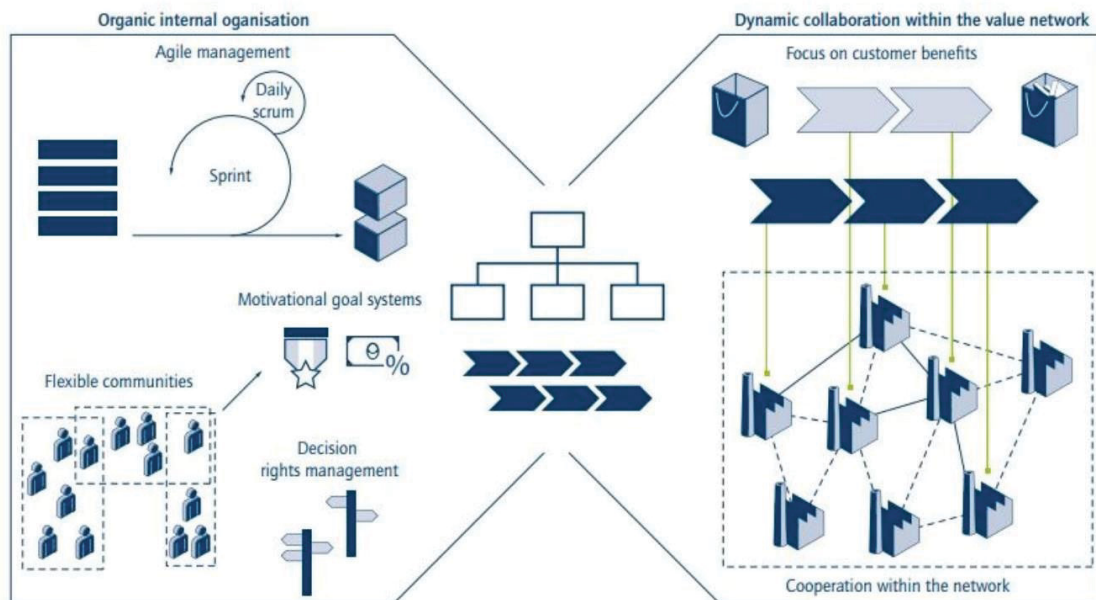 Organic internal oganisation
Agile management
Daily
scrum
Sprint
Motivational goal systems
%
Flexible communities
Decision
rights management
Dynamic collaboration within the value network
Focus on customer benefits
Cooperation within the network